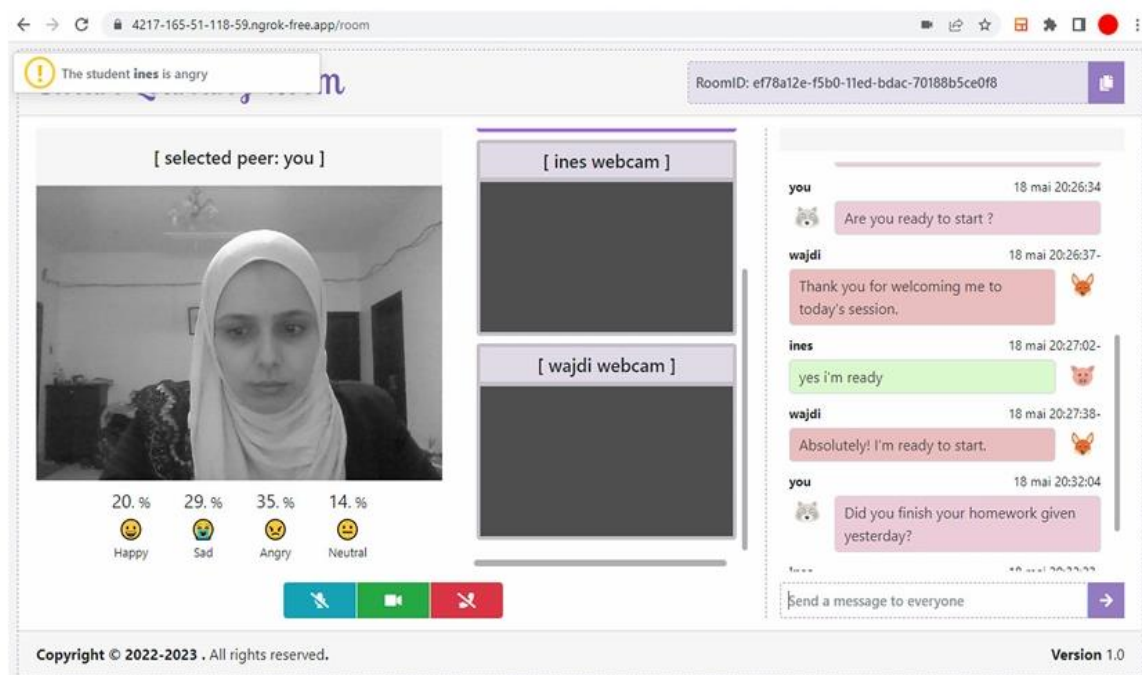 4217-165-51-118-59.ngrok-free.app/room
The student ines is angry
m
RoomID: ef78a12e-f5b0-11ed-bdac-70188b5ce0f8
[ selected peer: you ]
20. %
29. %
35. %
14. %
Happy
Sad
Angry
Neutral
[ ines webcam ]
[ wajdi webcam ]
you
18 mai 20:26:34
Are you ready to start ?
wajdi
18 mai 20:26:37-
Thank you for welcoming me to
today's session.
ines
18 mai 20:27:02-
yes i'm ready
wajdi
18 mai 20:27:38-
Absolutely! I'm ready to start.
you
18 mai 20:32:04
Did you finish your homework given
yesterday?
Send a message to everyone
Copyright © 2022-2023 . All rights reserved.
Version 1.0